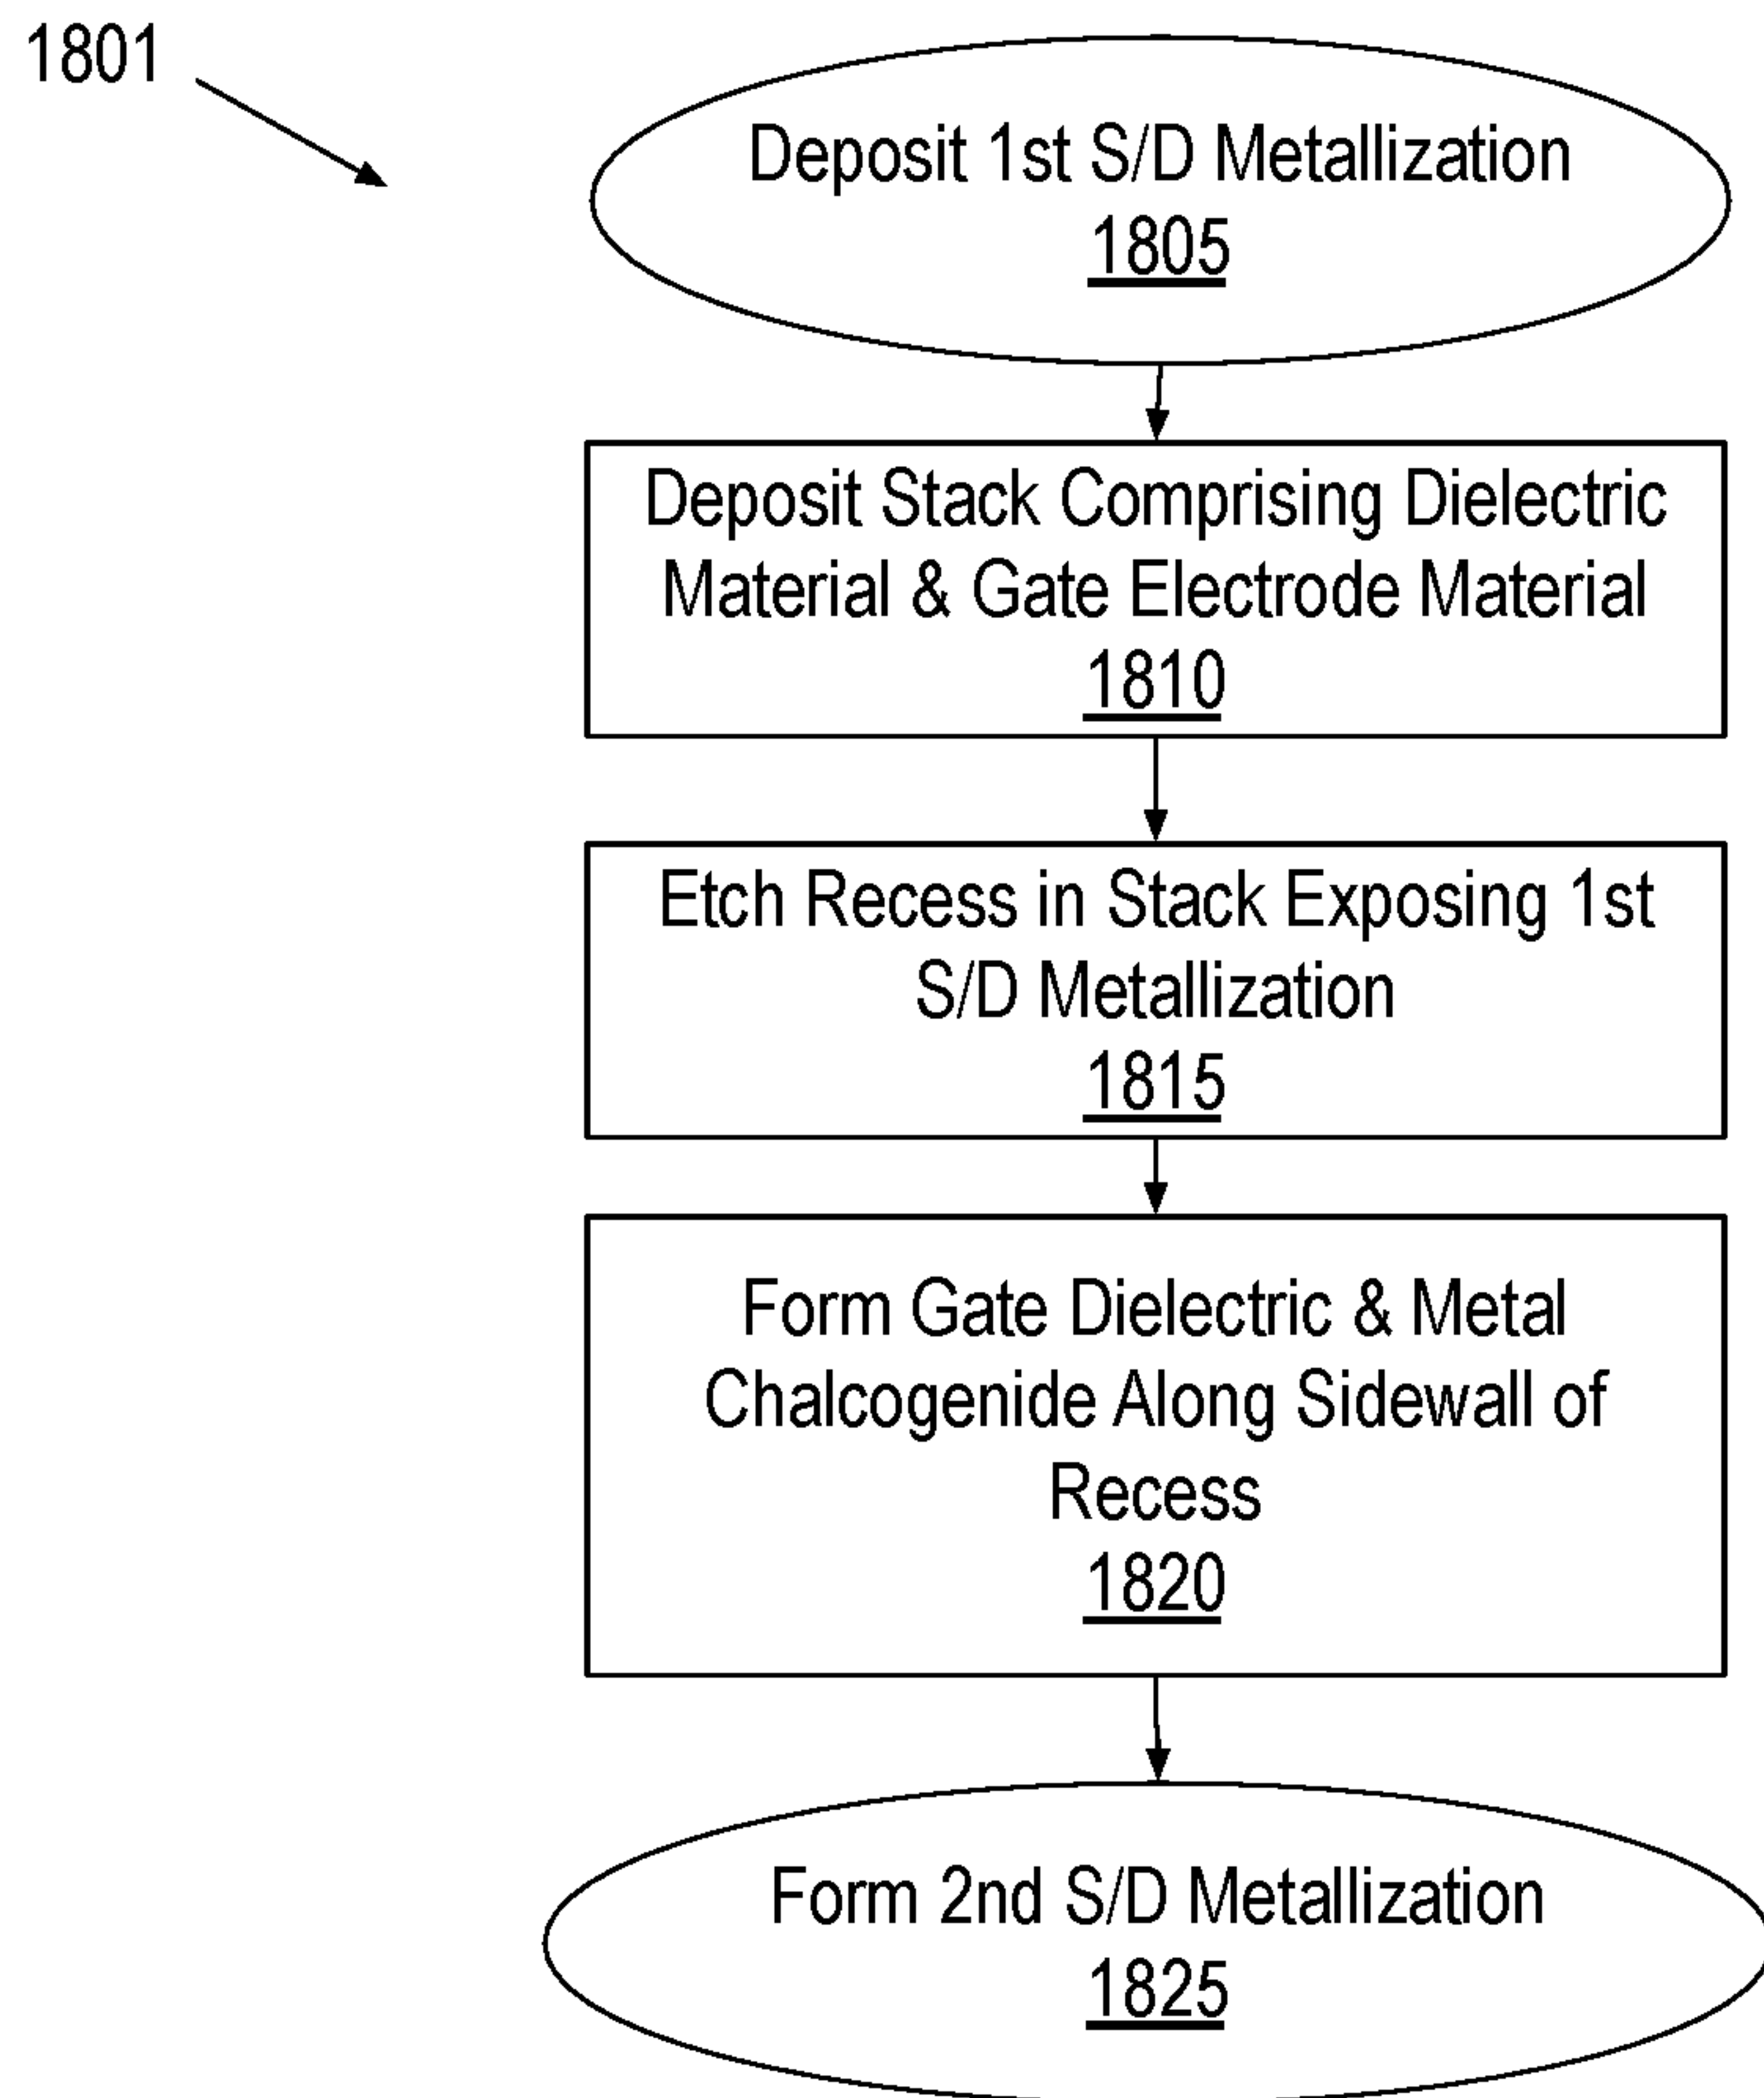 1801
Deposit 1st S/D Metallization
1805
Deposit Stack Comprising Dielectric
Material & Gate Electrode Material
1810
Etch Recess in Stack Exposing 1st
S/D Metallization
1815
Form Gate Dielectric & Metal
Chalcogenide Along Sidewall of
Recess
1820
Form 2nd S/D Metallization
1825